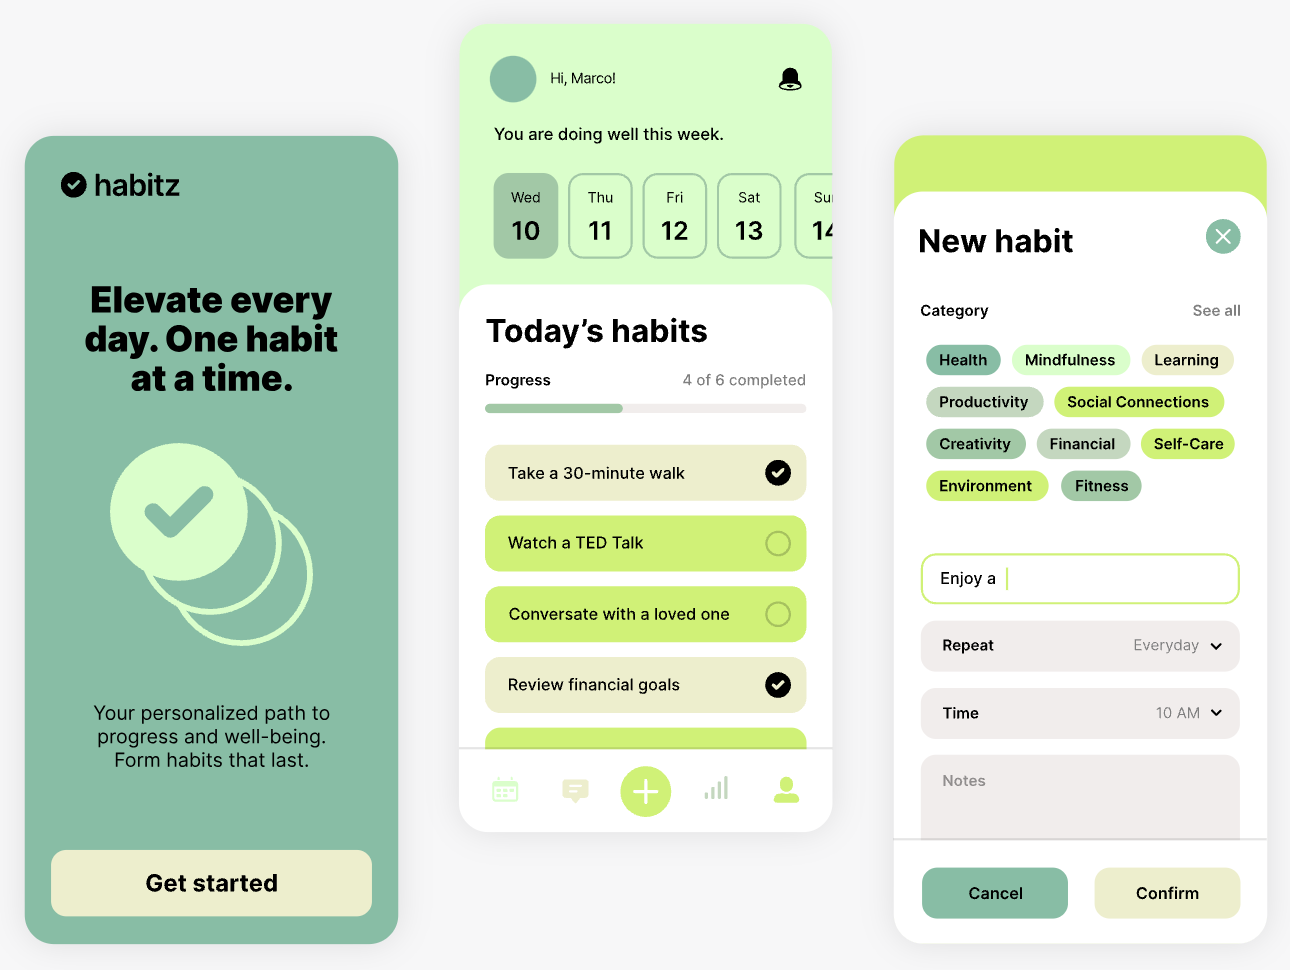 habitz
Elevate every
day. One habit
at a time.
Your personalized path to
progress and well-being.
Form habits that last.
Get started
Hi, Marco!
You are doing well this week.
Wed Thu Fri Sat Sun
10 11 12 13 14
Today's habits
Progress 4 of 6 completed
Take a 30-minute walk
Watch a TED Talk
Conversate with a loved one
Review financial goals
New habit
Category See all
Health Mindfulness Learning
Productivity Social Connections
Creativity Financial Self-Care
Environment Fitness
Enjoy a
Repeat Everyday
Time 10 AM
Notes
Cancel Confirm